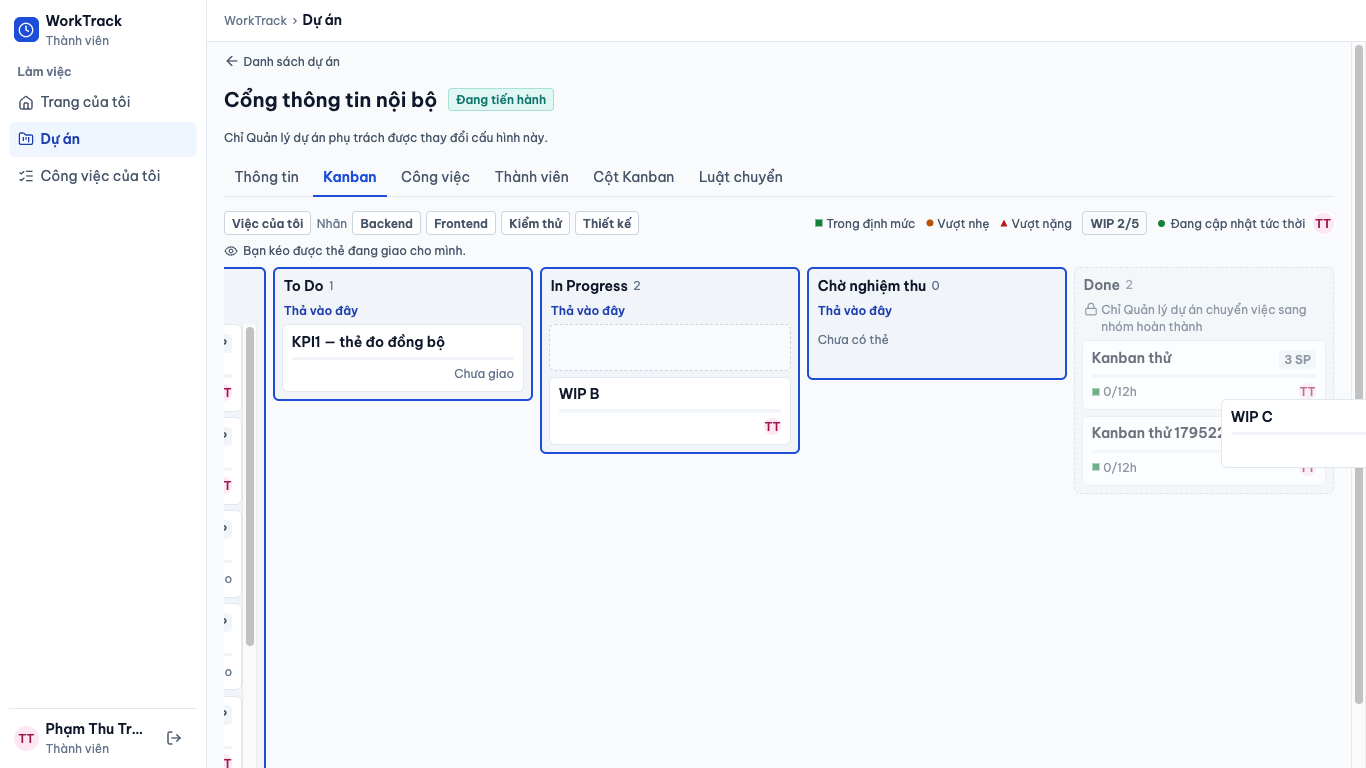 WorkTrack
Thành viên
Làm việc
Trang của tôi
Dự án
Công việc của tôi
Phạm Thu Tr...
TT
Thành viên
WorkTrack › Dự án
Danh sách dự án
Cổng thông tin nội bộ
Đang tiến hành
Chỉ Quản lý dự án phụ trách được thay đổi cấu hình này.
Thông tin Kanban Công việc Thành viên Cột Kanban Luật chuyển
Việc của tôi Nhãn Backend Frontend Kiểm thử Thiết kế
Trong định mức Vượt nhẹ Vượt nặng WIP 2/5 Đang cập nhật tức thời TT
Bạn kéo được thẻ đang giao cho mình.
To Do 1
Thả vào đây
KPI1 — thẻ đo đồng bộ
Chưa giao
In Progress 2
Thả vào đây
WIP B
TT
Chờ nghiệm thu 0
Thả vào đây
Chưa có thẻ
Done 2
Chỉ Quản lý dự án chuyển việc sang
nhóm hoàn thành
Kanban thử 3 SP
0/12h TT
WIP C
Kanban thử 179522
0/12h